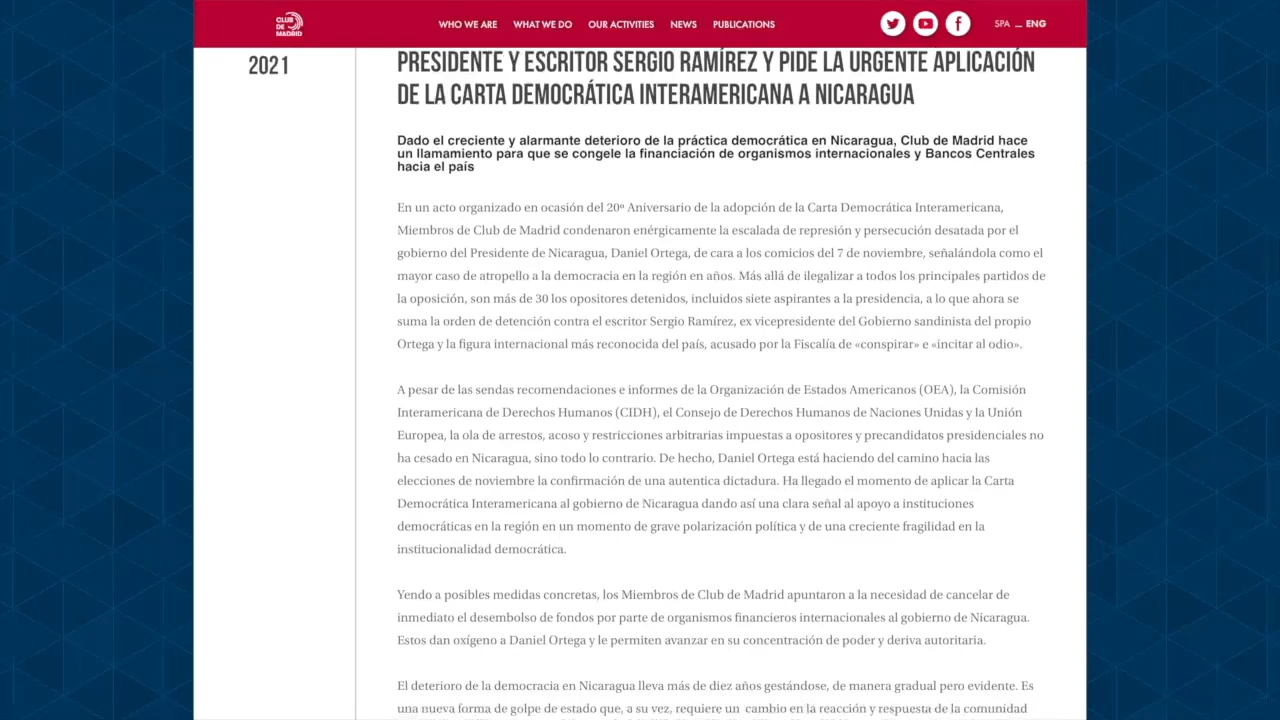 CLUB
DE
MADRID
WHO WE ARE
WHAT WE DO
OUR ACTIVITIES
NEWS
PUBLICATIONS
SPA _ ENG
2021
PRESIDENTE Y ESCRITOR SERGIO RAMÍREZ Y PIDE LA URGENTE APLICACIÓN
DE LA CARTA DEMOCRÁTICA INTERAMERICANA A NICARAGUA
Dado el creciente y alarmante deterioro de la práctica democrática en Nicaragua, Club de Madrid hace
un llamamiento para que se congele la financiación de organismos internacionales y Bancos Centrales
hacia el país
En un acto organizado en ocasión del 20º Aniversario de la adopción de la Carta Democrática Interamericana,
Miembros de Club de Madrid condenaron enérgicamente la escalada de represión y persecución desatada por el
gobierno del Presidente de Nicaragua, Daniel Ortega, de cara a los comicios del 7 de noviembre, señalándola como el
mayor caso de atropello a la democracia en la región en años. Más allá de ilegalizar a todos los principales partidos de
la oposición, son más de 30 los opositores detenidos, incluidos siete aspirantes a la presidencia, a lo que ahora se
suma la orden de detención contra el escritor Sergio Ramírez, ex vicepresidente del Gobierno sandinista del propio
Ortega y la figura internacional más reconocida del país, acusado por la Fiscalía de «conspirar» e «incitar al odio».
A pesar de las sendas recomendaciones e informes de la Organización de Estados Americanos (OEA), la Comisión
Interamericana de Derechos Humanos (CIDH), el Consejo de Derechos Humanos de Naciones Unidas y la Unión
Europea, la ola de arrestos, acoso y restricciones arbitrarias impuestas a opositores y precandidatos presidenciales no
ha cesado en Nicaragua, sino todo lo contrario. De hecho, Daniel Ortega está haciendo del camino hacia las
elecciones de noviembre la confirmación de una autentica dictadura. Ha llegado el momento de aplicar la Carta
Democrática Interamericana al gobierno de Nicaragua dando así una clara señal al apoyo a instituciones
democráticas en la región en un momento de grave polarización política y de una creciente fragilidad en la
institucionalidad democrática.
Yendo a posibles medidas concretas, los Miembros de Club de Madrid apuntaron a la necesidad de cancelar de
inmediato el desembolso de fondos por parte de organismos financieros internacionales al gobierno de Nicaragua.
Estos dan oxígeno a Daniel Ortega y le permiten avanzar en su concentración de poder y deriva autoritaria.
El deterioro de la democracia en Nicaragua lleva más de diez años gestándose, de manera gradual pero evidente. Es
una nueva forma de golpe de estado que, a su vez, requiere un cambio en la reacción y respuesta de la comunidad